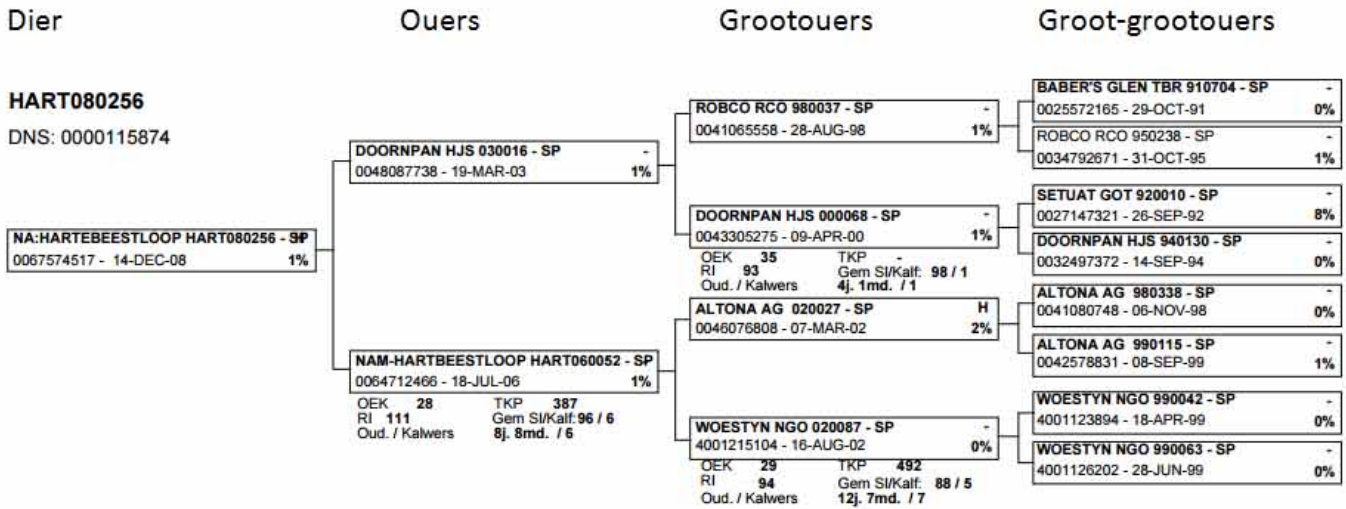 Dier Ouers Grootouers Groot-grootouers
HART080256
DNS: 0000115874
NA:HARTEBEESTLOOP HART080256 - SP H
0067574517 - 14-DEC-08 1%
DOORNPAN HJS 030016 - SP -
0048087738 - 19-MAR-03 1%
NAM-HARTBEESTLOOP HART060052 - SP -
0064712466 - 18-JUL-06 1%
OEK 28 TKP 387
RI 111 Gem Sl/Kalf: 96 / 6
Oud. / Kalwers 8j. 8md. / 6
ROBCO RCO 980037 - SP -
0041065558 - 28-AUG-98 1%
DOORNPAN HJS 000068 - SP -
0043305275 - 09-APR-00 1%
OEK 35 TKP -
RI 93 Gem Sl/Kalf: 98 / 1
Oud. / Kalwers 4j. 1md. / 1
ALTONA AG 020027 - SP H
0046076808 - 07-MAR-02 2%
WOESTYN NGO 020087 - SP -
4001215104 - 16-AUG-02 0%
OEK 29 TKP 492
RI 94 Gem Sl/Kalf: 88 / 5
Oud. / Kalwers 12j. 7md. / 7
BABER'S GLEN TBR 910704 - SP -
0025572165 - 29-OCT-91 0%
ROBCO RCO 950238 - SP -
0034792671 - 31-OCT-95 1%
SETUAT GOT 920010 - SP -
0027147321 - 26-SEP-92 8%
DOORNPAN HJS 940130 - SP -
0032497372 - 14-SEP-94 0%
ALTONA AG 980338 - SP -
0041080748 - 06-NOV-98 0%
ALTONA AG 990115 - SP -
0042578831 - 08-SEP-99 1%
WOESTYN NGO 990042 - SP -
4001123894 - 18-APR-99 0%
WOESTYN NGO 990063 - SP -
4001126202 - 28-JUN-99 0%